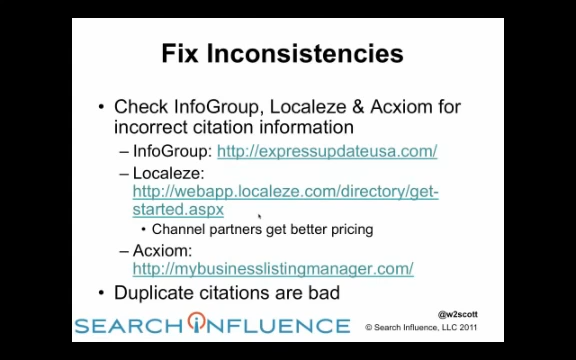 Fix Inconsistencies
• Check InfoGroup, Localeze & Acxiom for
incorrect citation information
– InfoGroup: http://expressupdateusa.com/
– Localeze:
http://webapp.localeze.com/directory/get-
started.aspx
• Channel partners get better pricing
– Acxiom:
http://mybusinesslistingmanager.com/
• Duplicate citations are bad
@w2scott
SEARCH INFLUENCE
© Search Influence, LLC 2011